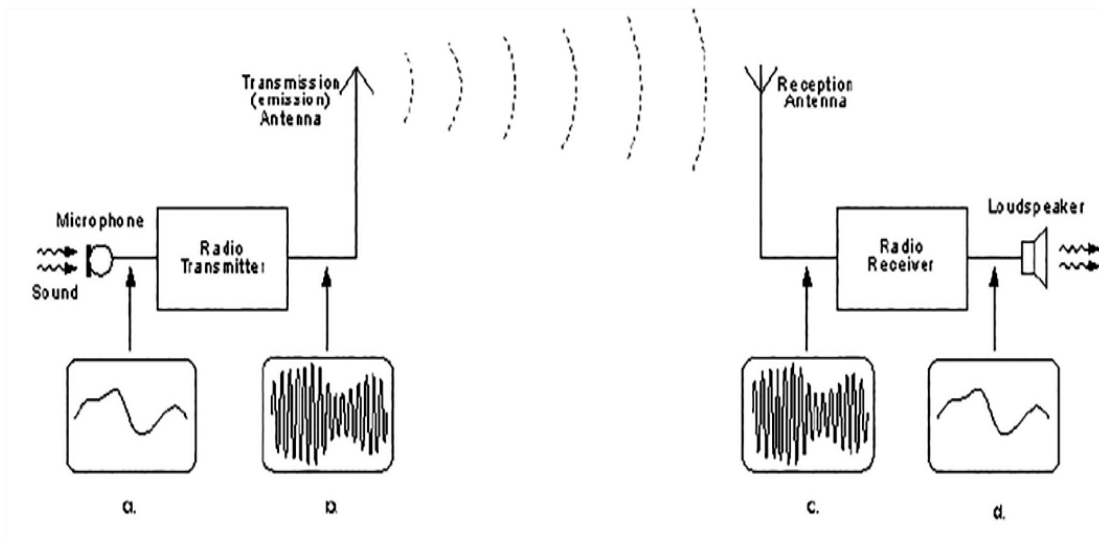 Transmission
(emission)
Antenna
Reception
Antenna
Microphone
Sound
Radio
Transmitter
Radio
Receiver
Loudspeaker
a.
b.
c.
d.